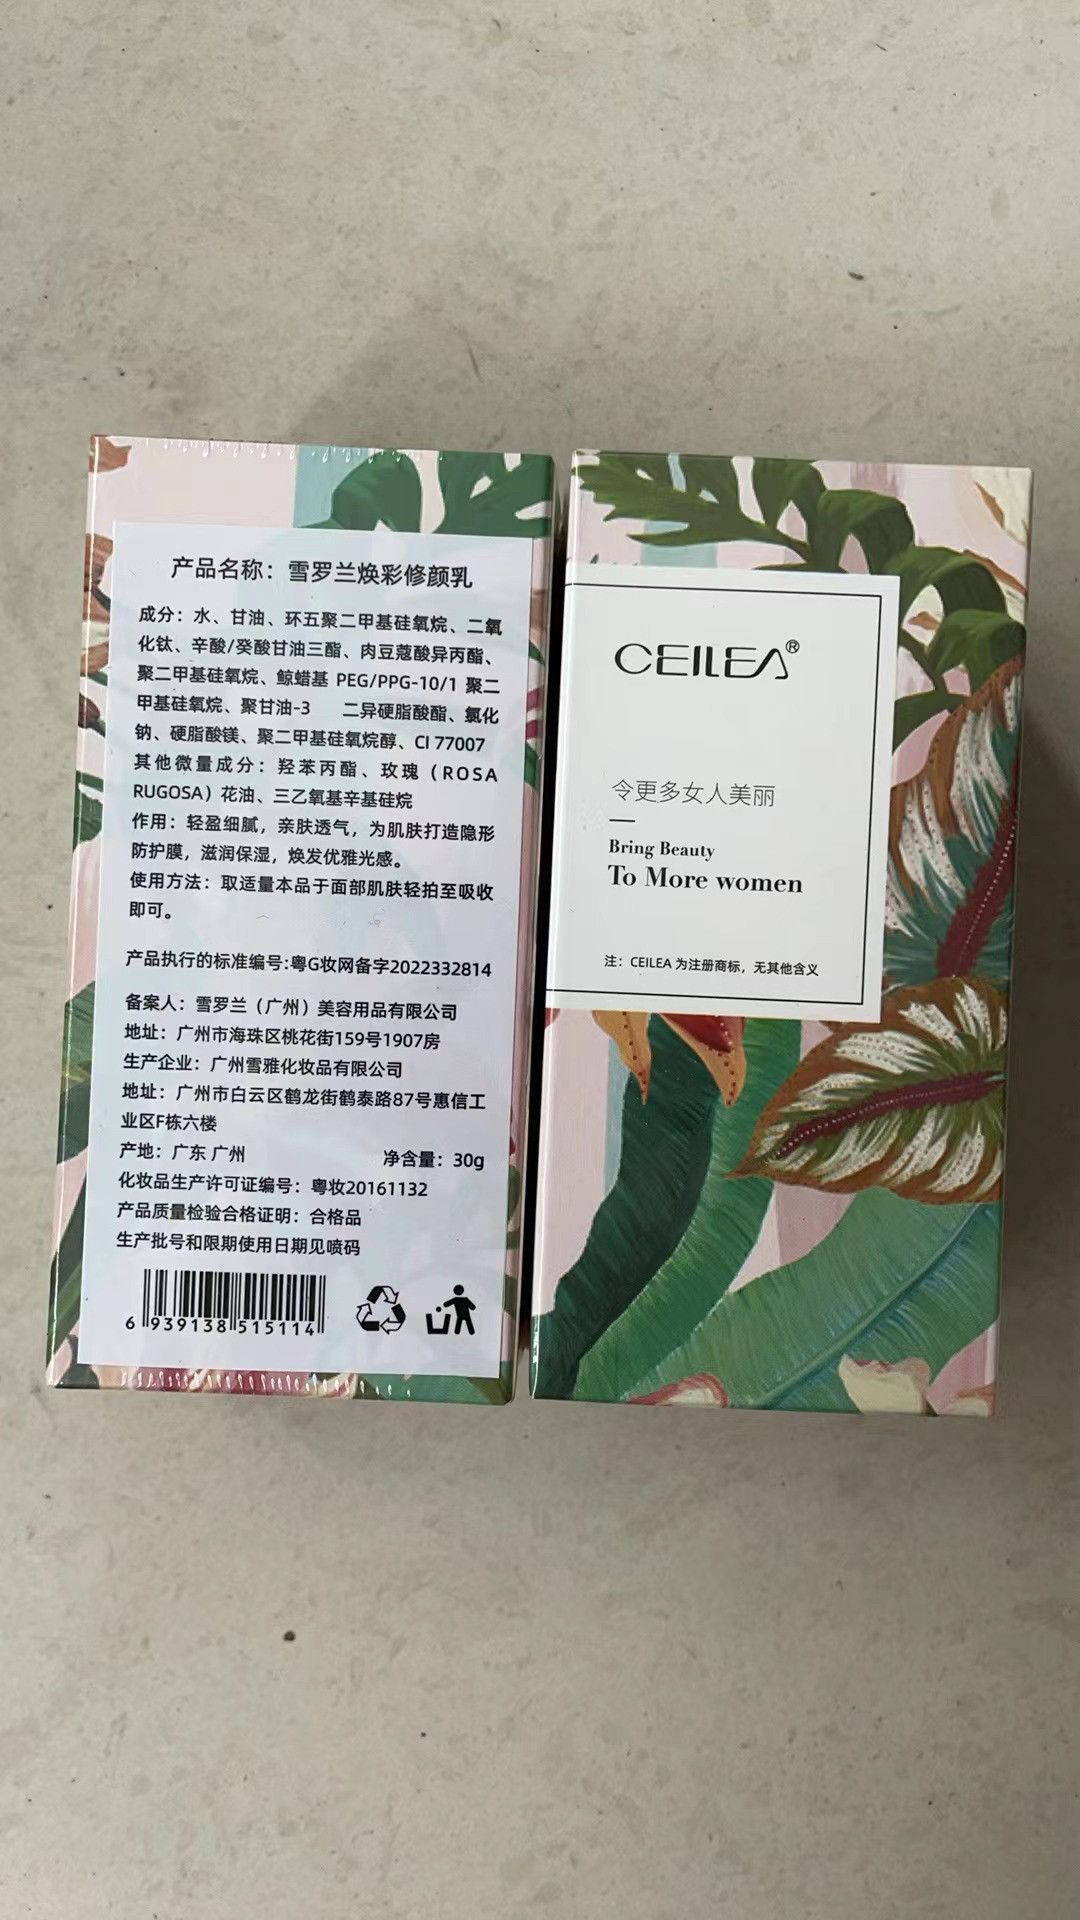 产品名称：雪罗兰焕彩修颜乳
成分：水、甘油、环五聚二甲基硅氧烷、二氧
化钛、辛酸/癸酸甘油三酯、肉豆蔻酸异丙酯、
聚二甲基硅氧烷、鲸蜡基 PEG/PPG-10/1 聚二
甲基硅氧烷、聚甘油-3 二异硬脂酸酯、氯化
钠、硬脂酸镁、聚二甲基硅氧烷醇、CI 77007
其他微量成分：羟苯丙酯、玫瑰（ROSA
RUGOSA）花油、三乙氧基辛基硅烷
作用：轻盈细腻，亲肤透气，为肌肤打造隐形
防护膜，滋润保湿，焕发优雅光感。
使用方法：取适量本品于面部肌肤轻拍至吸收
即可。
产品执行的标准编号:粤G妆网备字2022332814
备案人：雪罗兰（广州）美容用品有限公司
地址：广州市海珠区桃花街159号1907房
生产企业：广州雪雅化妆品有限公司
地址：广州市白云区鹤龙街鹤泰路87号惠信工
业区F栋六楼
产地：广东 广州 净含量：30g
化妆品生产许可证编号：粤妆20161132
产品质量检验合格证明：合格品
生产批号和限期使用日期见喷码
6 939138 515114
CEILEA®
令更多女人美丽
Bring Beauty
To More women
注：CEILEA 为注册商标，无其他含义